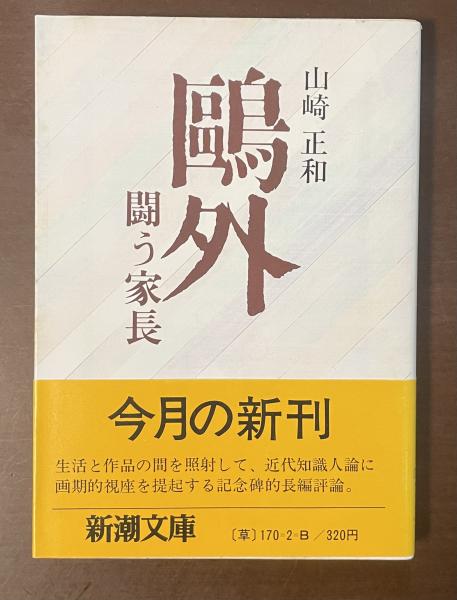 山崎 正和
鷗外
闘う家長
今月の新刊
生活と作品の間を照射して、近代知識人論に
画期的視座を提起する記念碑的長編評論。
新潮文庫 〔草〕170=2=B／320円